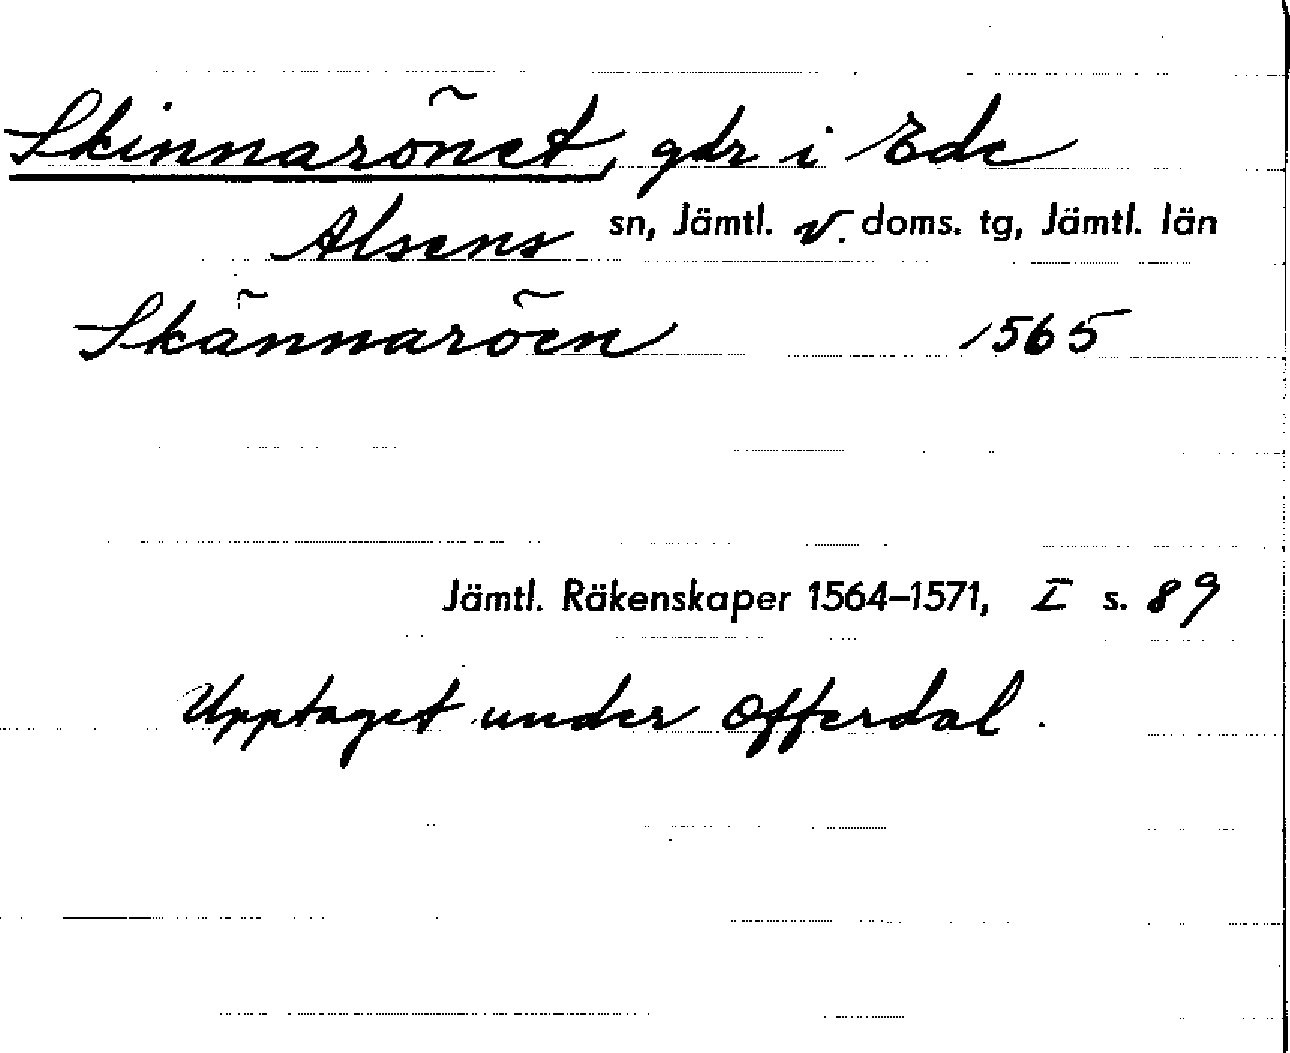 Skinnarönet, gdr i Ede
Alsens sn, Jämtl. v. doms. tg, Jämtl. län
Skännaröen 1565
Jämtl. Räkenskaper 1564–1571, I s. 89
Upptaget under Offerdal.